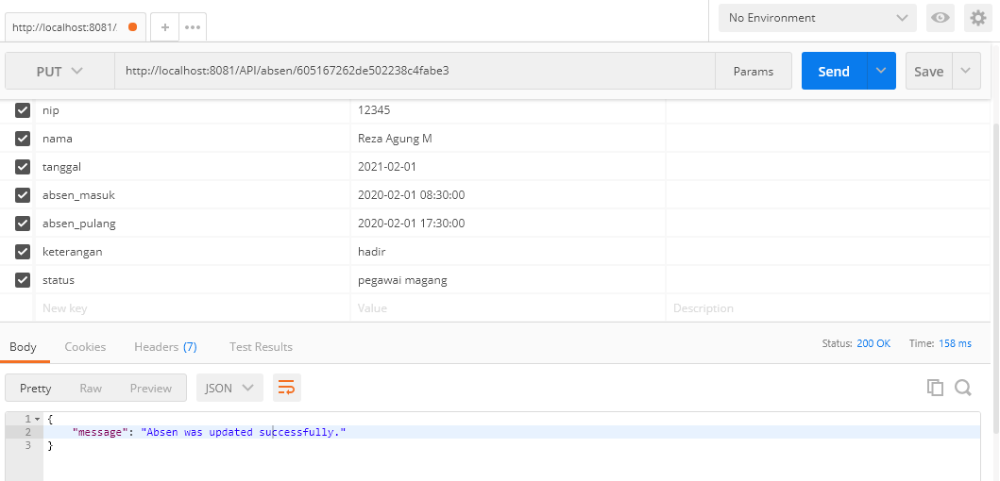 http://localhost:8081/
+
•••
No Environment
PUT
http://localhost:8081/API/absen/605167262de502238c4fabe3
Params
Send
Save
nip 12345
nama Reza Agung M
tanggal 2021-02-01
absen_masuk 2020-02-01 08:30:00
absen_pulang 2020-02-01 17:30:00
keterangan hadir
status pegawai magang
New key Value Description
Body Cookies Headers (7) Test Results Status: 200 OK Time: 158 ms
Pretty Raw Preview JSON
1 {
2 "message": "Absen was updated successfully."
3 }